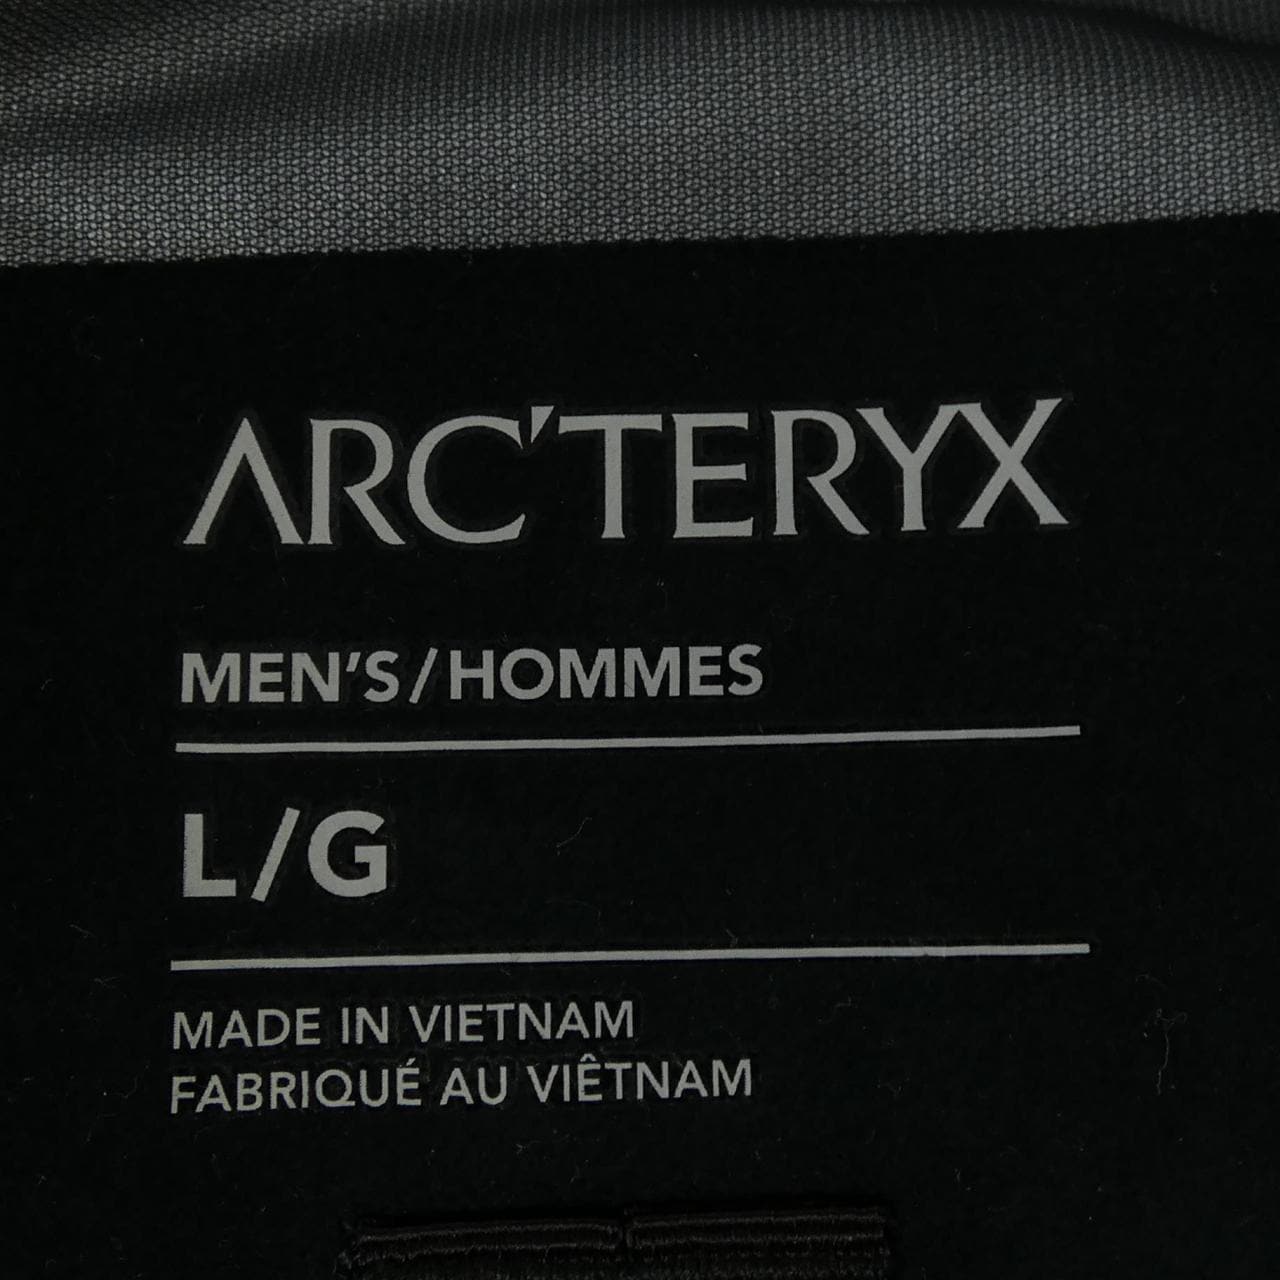 ARC'TERYX
MEN'S/HOMMES
L/G
MADE IN VIETNAM
FABRIQUÉ AU VIÊTNAM